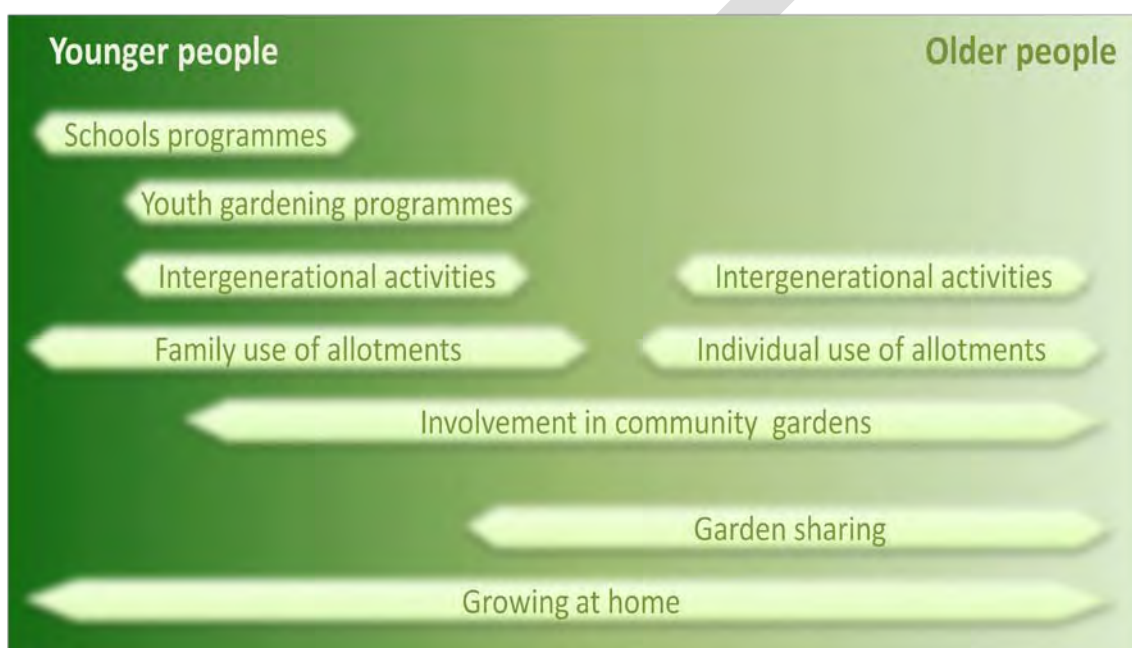 Younger people
Older people
Schools programmes
Youth gardening programmes
Intergenerational activities
Intergenerational activities
Family use of allotments
Individual use of allotments
Involvement in community gardens
Garden sharing
Growing at home